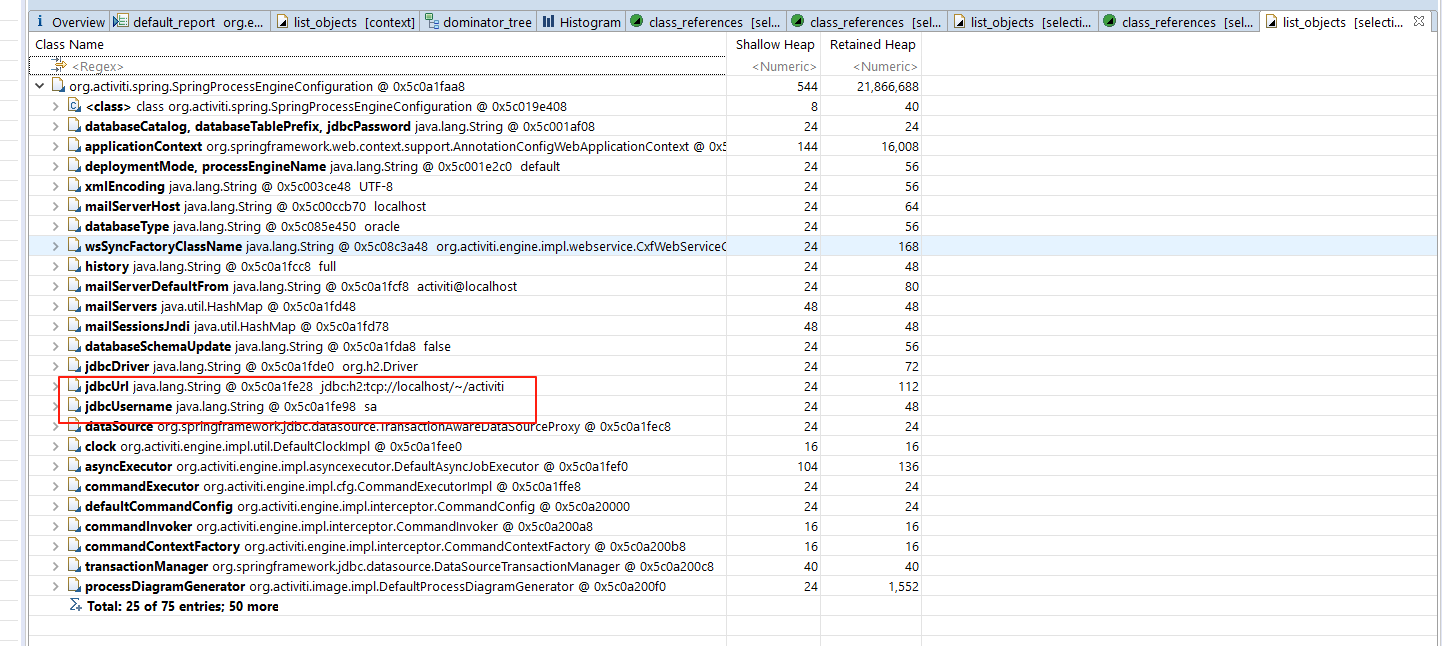 Overview default_report org.e... list_objects [context] dominator_tree Histogram class_references [sel... class_references [sel... list_objects [selecti... class_references [sel... list_objects [selecti...
Class Name Shallow Heap Retained Heap
<Regex> <Numeric> <Numeric>
org.activiti.spring.SpringProcessEngineConfiguration @ 0x5c0a1faa8 544 21,866,688
<class> class org.activiti.spring.SpringProcessEngineConfiguration @ 0x5c019e408 8 40
databaseCatalog, databaseTablePrefix, jdbcPassword java.lang.String @ 0x5c001af08 24 24
applicationContext org.springframework.web.context.support.AnnotationConfigWebApplicationContext @ 0x5 144 16,008
deploymentMode, processEngineName java.lang.String @ 0x5c001e2c0 default 24 56
xmlEncoding java.lang.String @ 0x5c003ce48 UTF-8 24 56
mailServerHost java.lang.String @ 0x5c00ccb70 localhost 24 64
databaseType java.lang.String @ 0x5c085e450 oracle 24 56
wsSyncFactoryClassName java.lang.String @ 0x5c08c3a48 org.activiti.engine.impl.webservice.CxfWebServiceC 24 168
history java.lang.String @ 0x5c0a1fcc8 full 24 48
mailServerDefaultFrom java.lang.String @ 0x5c0a1fcf8 activiti@localhost 24 80
mailServers java.util.HashMap @ 0x5c0a1fd48 48 48
mailSessionsJndi java.util.HashMap @ 0x5c0a1fd78 48 48
databaseSchemaUpdate java.lang.String @ 0x5c0a1fda8 false 24 56
jdbcDriver java.lang.String @ 0x5c0a1fde0 org.h2.Driver 24 72
jdbcUrl java.lang.String @ 0x5c0a1fe28 jdbc:h2:tcp://localhost/~/activiti 24 112
jdbcUsername java.lang.String @ 0x5c0a1fe98 sa 24 48
dataSource org.springframework.jdbc.datasource.TransactionAwareDataSourceProxy @ 0x5c0a1fec8 24 24
clock org.activiti.engine.impl.util.DefaultClockImpl @ 0x5c0a1fee0 16 16
asyncExecutor org.activiti.engine.impl.asyncexecutor.DefaultAsyncJobExecutor @ 0x5c0a1fef0 104 136
commandExecutor org.activiti.engine.impl.cfg.CommandExecutorImpl @ 0x5c0a1ffe8 24 24
defaultCommandConfig org.activiti.engine.impl.interceptor.CommandConfig @ 0x5c0a20000 24 24
commandInvoker org.activiti.engine.impl.interceptor.CommandInvoker @ 0x5c0a200a8 16 16
commandContextFactory org.activiti.engine.impl.interceptor.CommandContextFactory @ 0x5c0a200b8 16 16
transactionManager org.springframework.jdbc.datasource.DataSourceTransactionManager @ 0x5c0a200c8 40 40
processDiagramGenerator org.activiti.image.impl.DefaultProcessDiagramGenerator @ 0x5c0a200f0 24 1,552
Total: 25 of 75 entries; 50 more